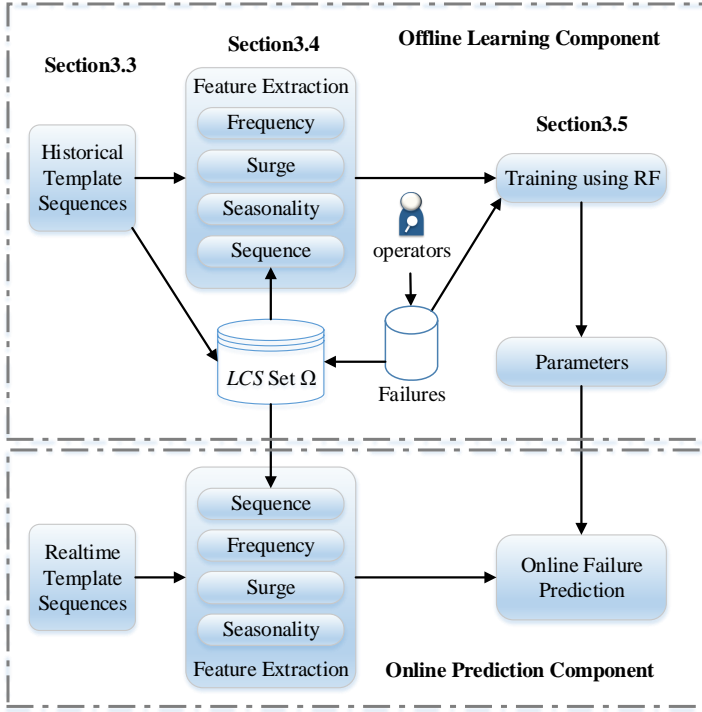 Offline Learning Component
Section3.3
Section3.4
Feature Extraction
Frequency
Surge
Seasonality
Sequence
Historical
Template
Sequences
Section3.5
Training using RF
operators
LCS Set Ω
Failures
Parameters
Realtime
Template
Sequences
Sequence
Frequency
Surge
Seasonality
Feature Extraction
Online Failure
Prediction
Online Prediction Component